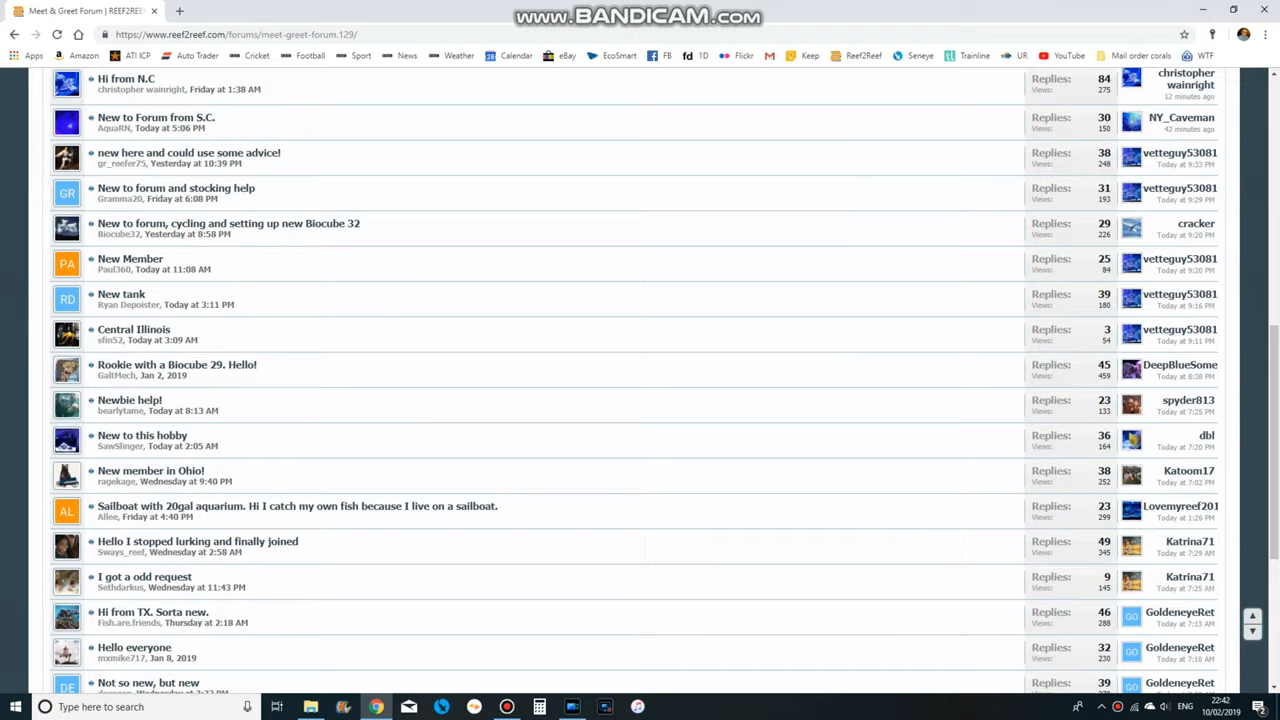 Meet & Greet Forum | REEF2REEF
www.BANDICAM.com
https://www.reef2reef.com/forums/meet-greet-forum.129/
Apps Amazon ATI ICP Auto Trader Cricket Football Sport News Weather Calendar eBay EcoSmart FB 1D Flickr Keep Reef2Reef Seneye Trainline UR YouTube Mail order corals WTF
Hi from N.C Replies: 84 christopher wainright
christopher wainright, Friday at 1:38 AM Views: 275 12 minutes ago
New to Forum from S.C. Replies: 30 NY_Caveman
AquaRN, Today at 5:06 PM Views: 150 42 minutes ago
new here and could use some advice! Replies: 38 vetteguy53081
gr_reefer75, Yesterday at 10:39 PM Views: 248 Today at 9:33 PM
GR New to forum and stocking help Replies: 31 vetteguy53081
Gramma20, Friday at 6:08 PM Views: 193 Today at 9:29 PM
New to forum, cycling and setting up new Biocube 32 Replies: 29 cracker
Biocube32, Yesterday at 8:58 PM Views: 226 Today at 9:20 PM
PA New Member Replies: 25 vetteguy53081
Paul360, Today at 11:08 AM Views: 84 Today at 9:20 PM
RD New tank Replies: 39 vetteguy53081
Ryan Depoister, Today at 3:11 PM Views: 180 Today at 9:16 PM
Central Illinois Replies: 3 vetteguy53081
sfin52, Today at 3:09 AM Views: 54 Today at 9:11 PM
Rookie with a Biocube 29. Hello! Replies: 45 DeepBlueSome
GaltMech, Jan 2, 2019 Views: 459 Today at 8:38 PM
Newbie help! Replies: 23 spyder813
bearlytame, Today at 8:13 AM Views: 133 Today at 7:25 PM
New to this hobby Replies: 36 dbl
SawSlinger, Today at 2:05 AM Views: 164 Today at 7:20 PM
New member in Ohio! Replies: 38 Katoom17
ragekage, Wednesday at 9:40 PM Views: 252 Today at 7:02 PM
AL Sailboat with 20gal aquarium. Hi I catch my own fish because I live on a sailboat. Replies: 23 Lovemyreef201
Allee, Friday at 4:40 PM Views: 299 Today at 1:26 PM
Hello I stopped lurking and finally joined Replies: 49 Katrina71
Sways_reef, Wednesday at 2:58 AM Views: 345 Today at 7:29 AM
I got a odd request Replies: 9 Katrina71
Sethdarkus, Wednesday at 11:43 PM Views: 145 Today at 7:25 AM
Hi from TX. Sorta new. Replies: 46 GO GoldeneyeRet
Fish.are.friends, Thursday at 2:18 AM Views: 288 Today at 7:13 AM
Hello everyone Replies: 32 GO GoldeneyeRet
mxmike717, Jan 8, 2019 Views: 230 Today at 7:10 AM
DE Not so new, but new Replies: 39 GO GoldeneyeRet
Type here to search ENG 22:42
10/02/2019